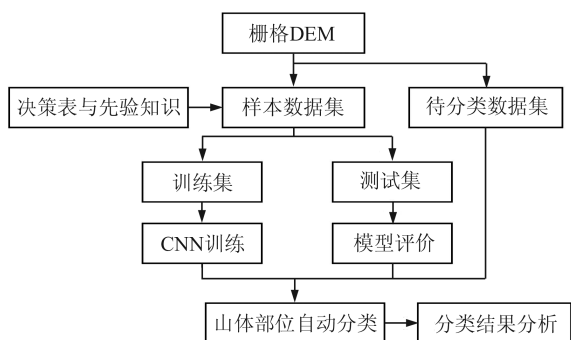 栅格DEM
决策表与先验知识
样本数据集
待分类数据集
训练集
测试集
CNN训练
模型评价
山体部位自动分类
分类结果分析